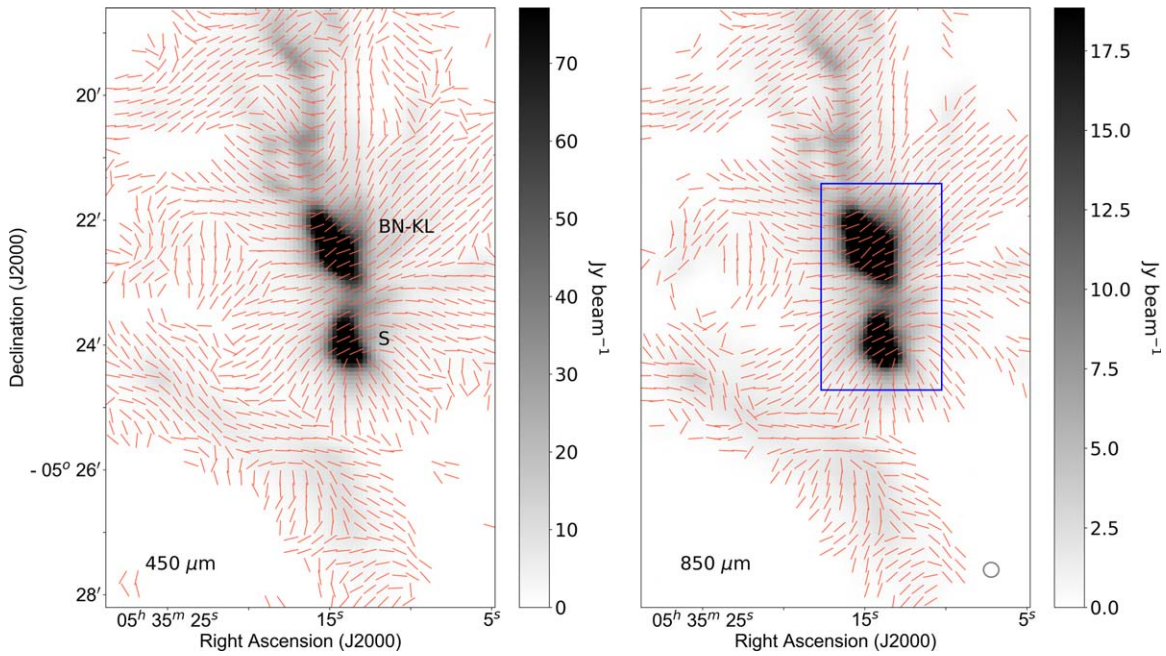 Declination (J2000)
20′
22′
24′
- 05° 26′
28′
BN-KL
S
450 μm
05ʰ 35ᵐ 25ˢ
15ˢ
5ˢ
Right Ascension (J2000)
70
60
50
40
30
20
10
0
Jy beam⁻¹
850 μm
05ʰ 35ᵐ 25ˢ
15ˢ
5ˢ
Right Ascension (J2000)
17.5
15.0
12.5
10.0
7.5
5.0
2.5
0.0
Jy beam⁻¹